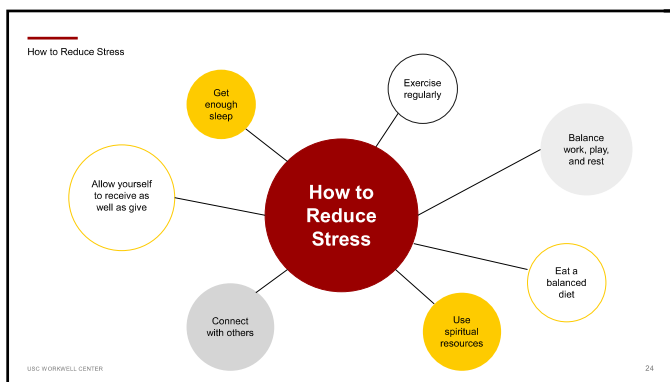 How to Reduce Stress
Get
enough
sleep
Exercise
regularly
Balance
work, play,
and rest
Allow yourself
to receive as
well as give
How to
Reduce
Stress
Eat a
balanced
diet
Connect
with others
Use
spiritual
resources
USC WORKWELL CENTER
24